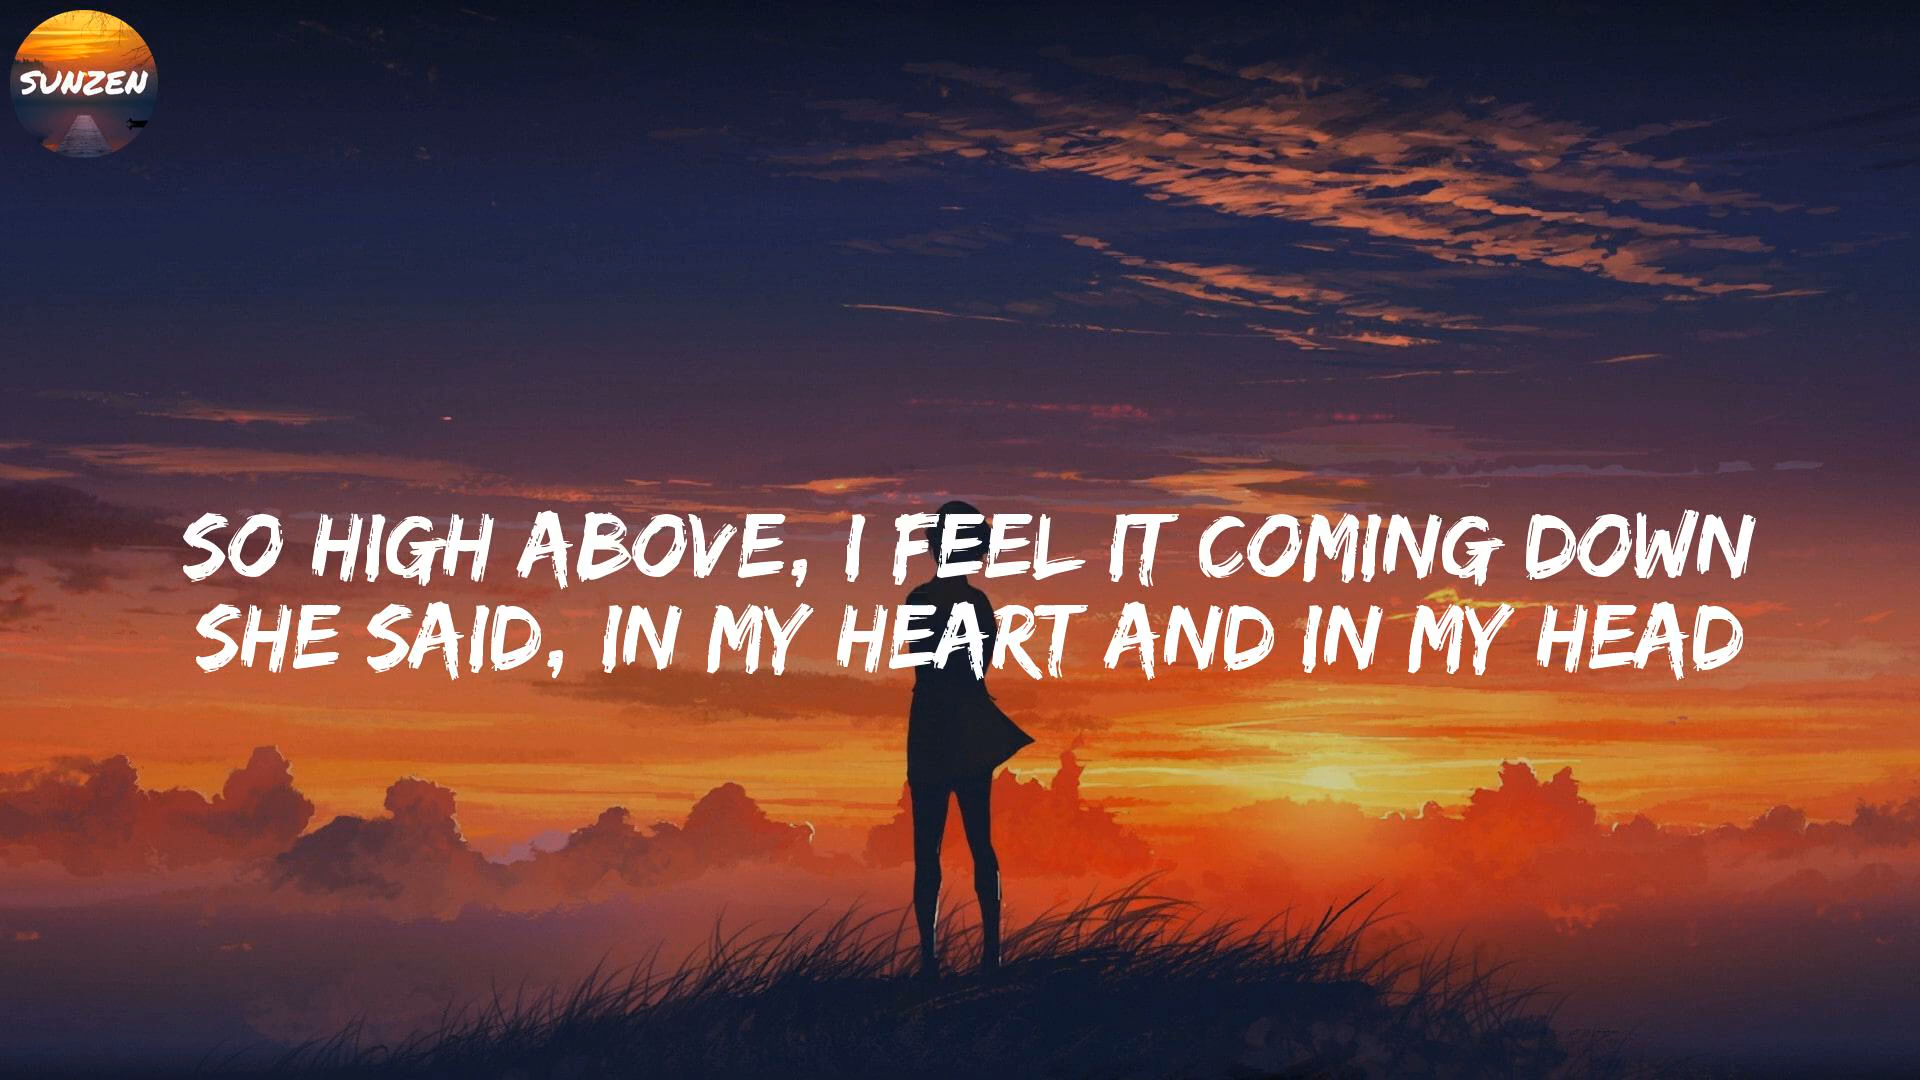 SUNZEN
SO HIGH ABOVE, I FEEL IT COMING DOWN
SHE SAID, IN MY HEART AND IN MY HEAD